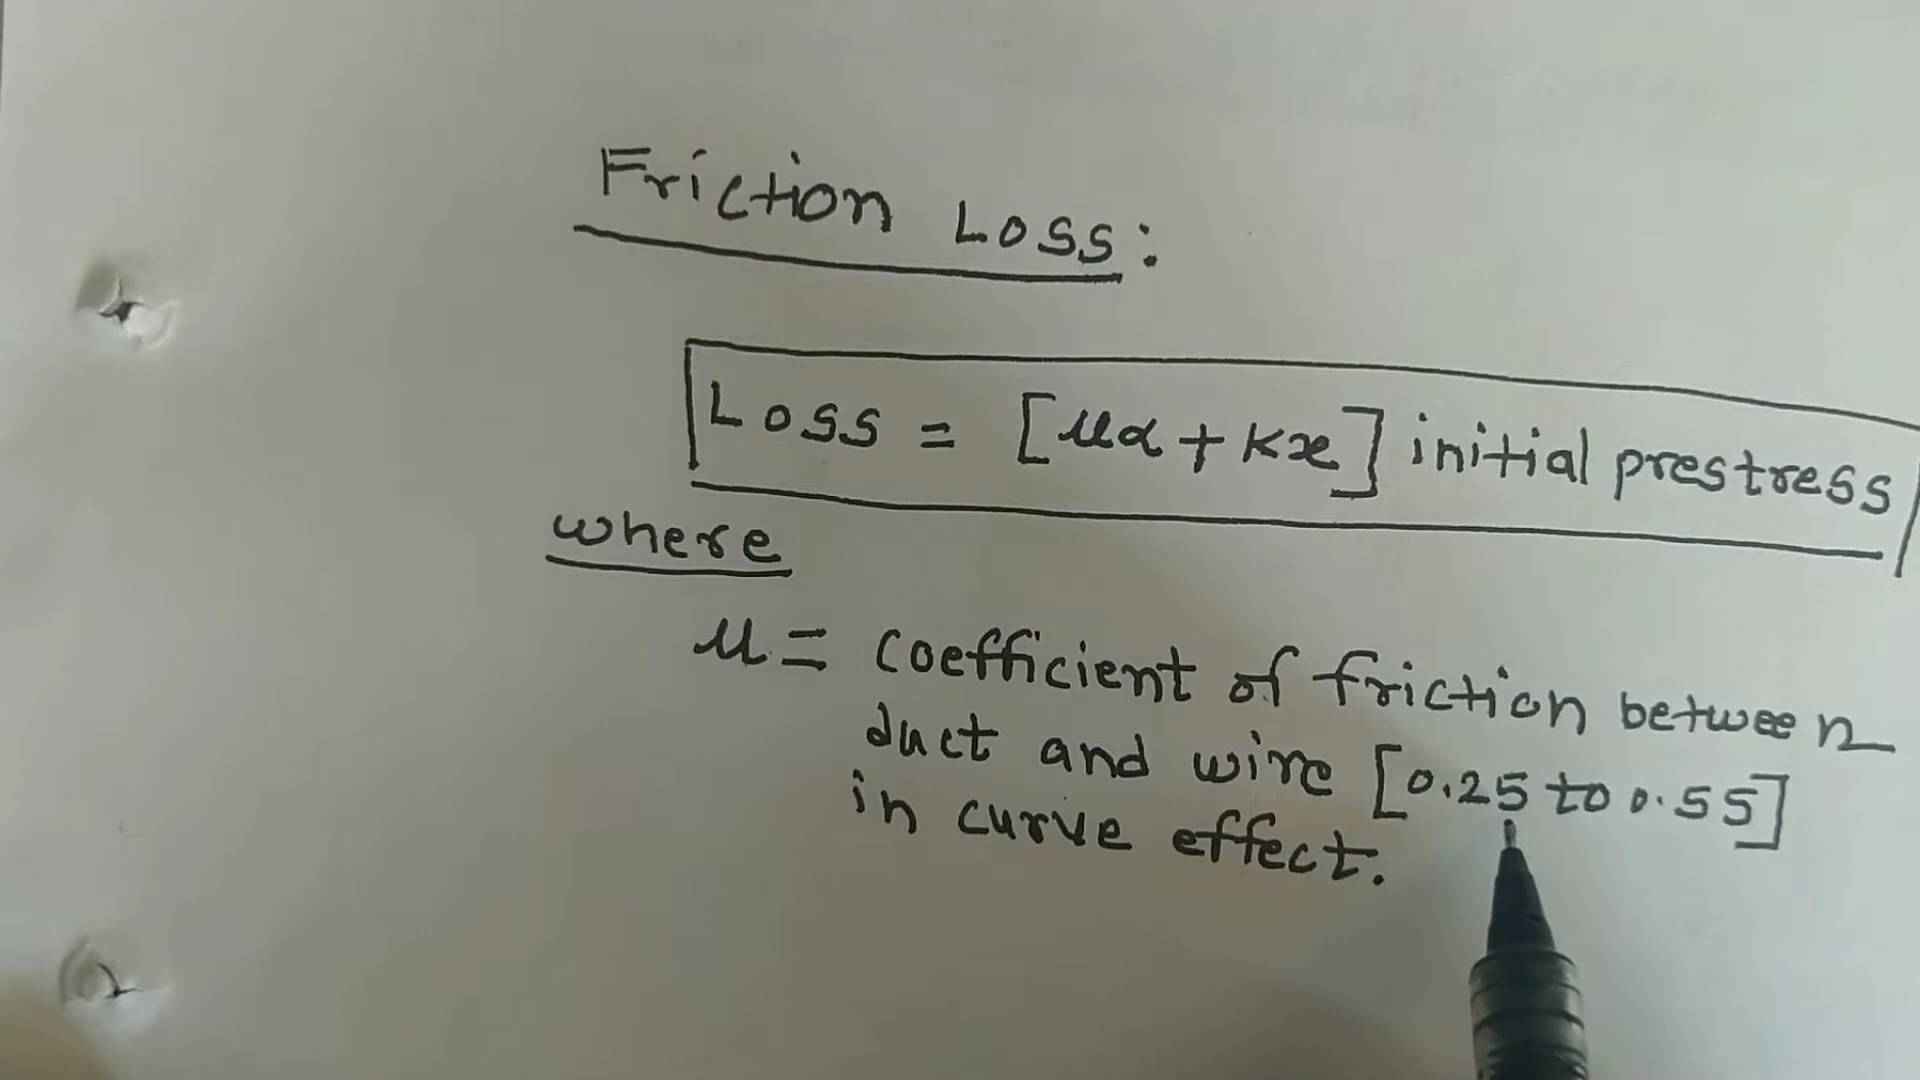 Friction Loss:
Loss = [μα + kx] initial prestress
where
μ = coefficient of friction between
duct and wire [0.25 to 0.55]
in curve effect.